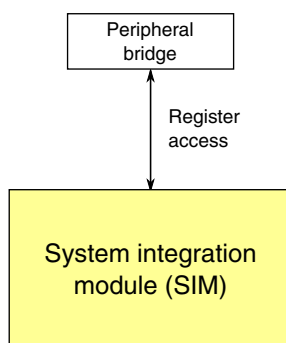 Peripheral
bridge
Register
access
System integration
module (SIM)